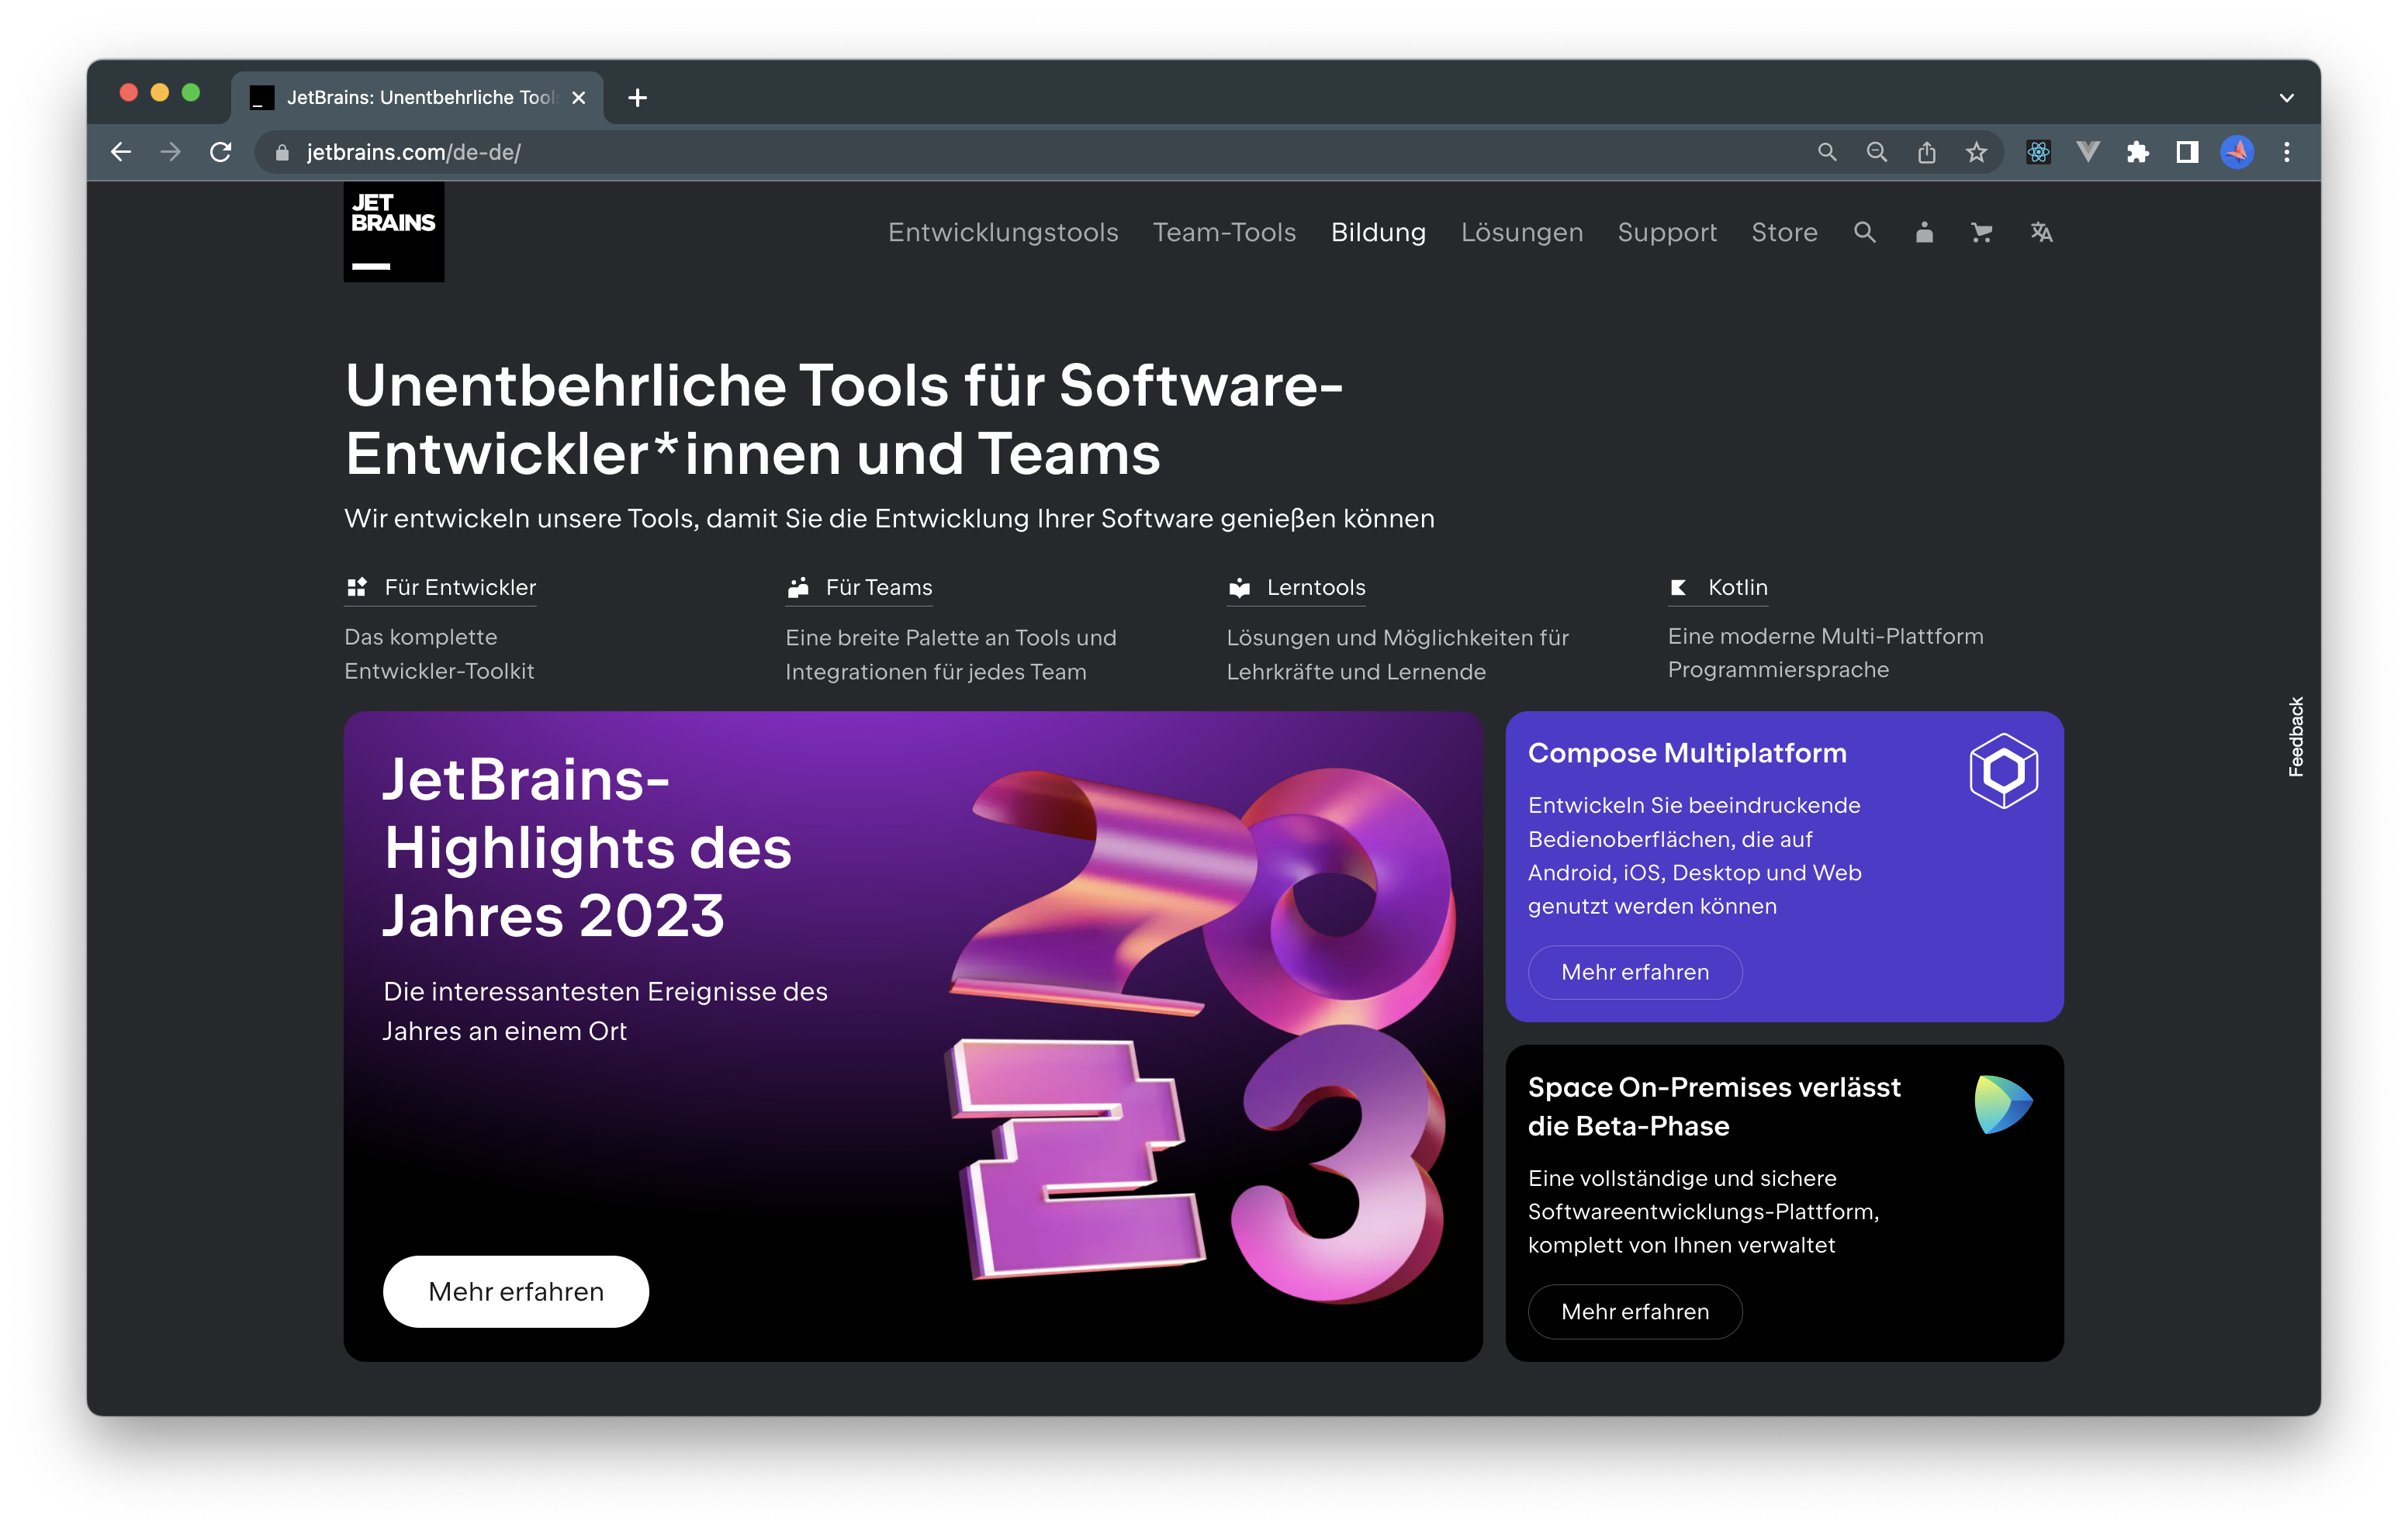 JetBrains: Unentbehrliche Tool
jetbrains.com/de-de/
JET
BRAINS
Entwicklungstools Team-Tools Bildung Lösungen Support Store
Unentbehrliche Tools für Software-
Entwickler*innen und Teams
Wir entwickeln unsere Tools, damit Sie die Entwicklung Ihrer Software genießen können
Für Entwickler
Das komplette
Entwickler-Toolkit
Für Teams
Eine breite Palette an Tools und
Integrationen für jedes Team
Lerntools
Lösungen und Möglichkeiten für
Lehrkräfte und Lernende
Kotlin
Eine moderne Multi-Plattform
Programmiersprache
Feedback
JetBrains-
Highlights des
Jahres 2023
Die interessantesten Ereignisse des
Jahres an einem Ort
Mehr erfahren
20
23
Compose Multiplatform
Entwickeln Sie beeindruckende
Bedienoberflächen, die auf
Android, iOS, Desktop und Web
genutzt werden können
Mehr erfahren
Space On-Premises verlässt
die Beta-Phase
Eine vollständige und sichere
Softwareentwicklungs-Plattform,
komplett von Ihnen verwaltet
Mehr erfahren